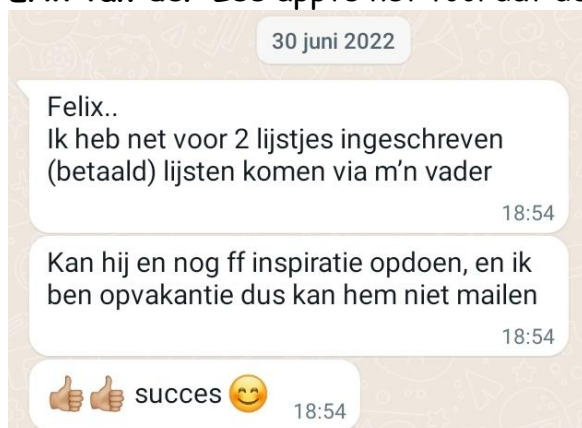 30 juni 2022
Felix..
Ik heb net voor 2 lijstjes ingeschreven
(betaald) lijsten komen via m'n vader
18:54
Kan hij en nog ff inspiratie opdoen, en ik
ben opvakantie dus kan hem niet mailen
18:54
👍🏼👍🏼 succes 😊
18:54